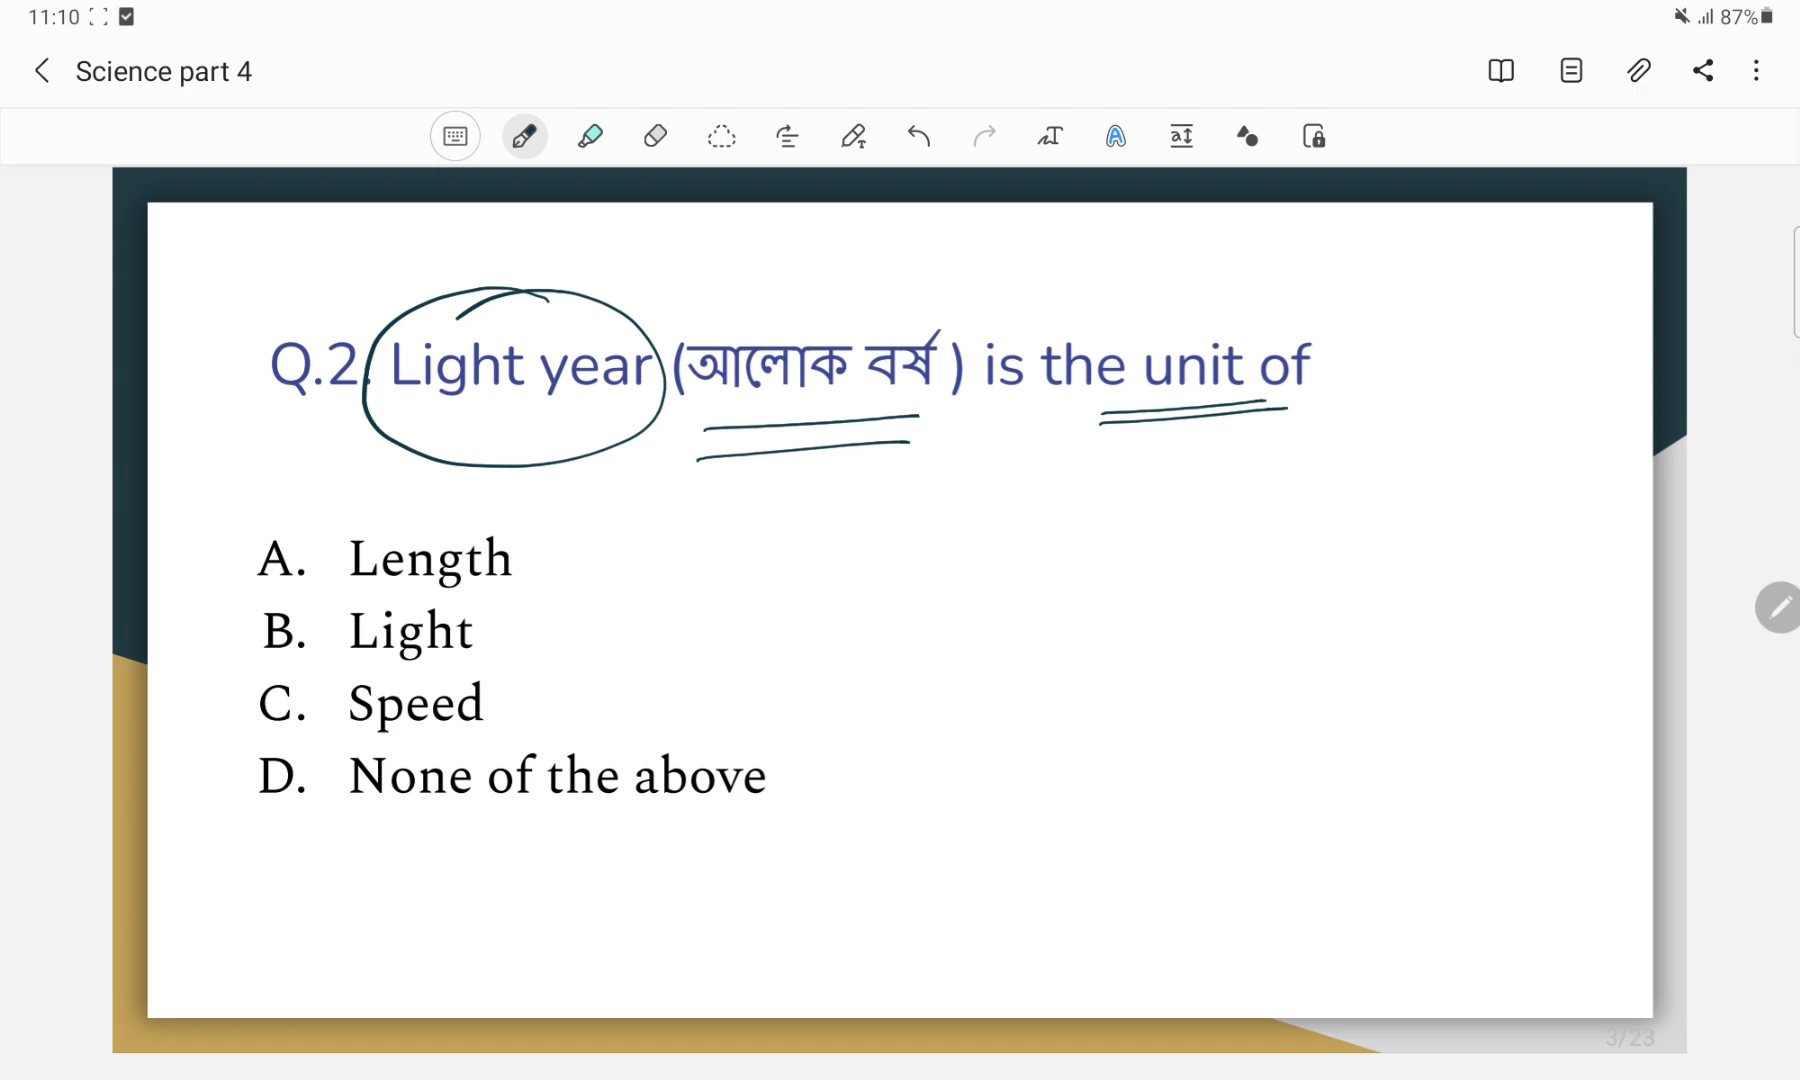 11:10
87%
Science part 4
Q.2. Light year (আলোক বর্ষ ) is the unit of
A. Length
B. Light
C. Speed
D. None of the above
3/23